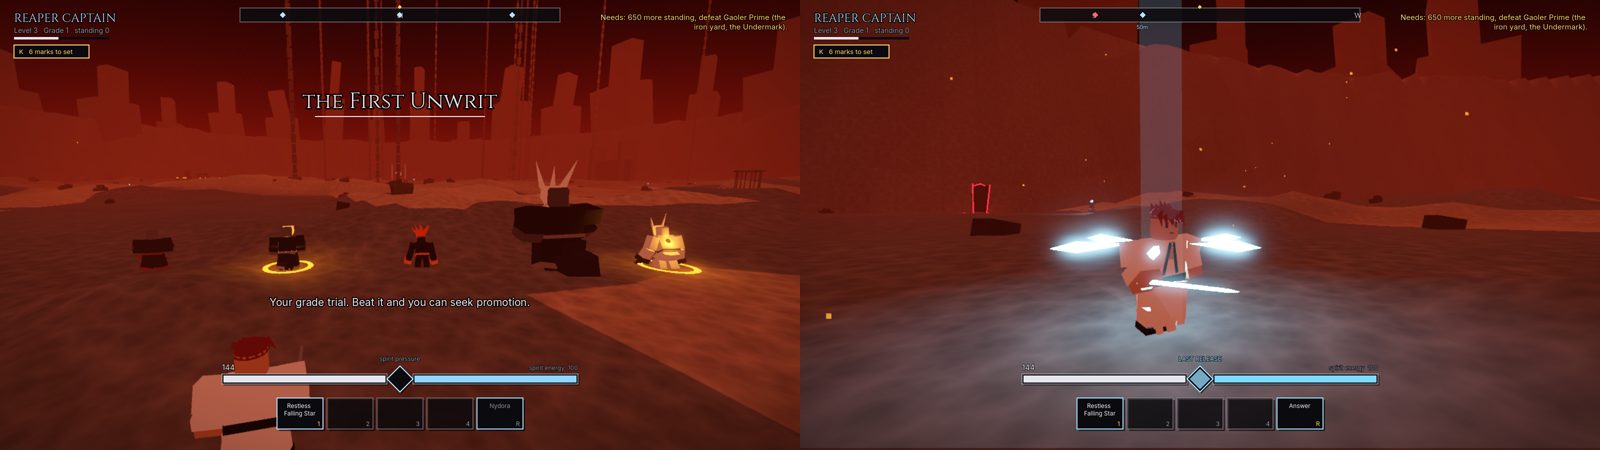 REAPER CAPTAIN
Level 3 Grade 1 standing 0
K 6 marks to set
Needs: 650 more standing, defeat Gaoler Prime (the
iron yard, the Undermark).
THE FIRST UNWRIT
Your grade trial. Beat it and you can seek promotion.
spirit pressure
144
spirit energy 100
Restless
Falling Star
1
2
3
4
Nydora
R
REAPER CAPTAIN
Level 3 Grade 1 standing 0
K 6 marks to set
W
50m
Needs: 650 more standing, defeat Gaoler Prime (the
iron yard, the Undermark).
LAST RELEASE
144
spirit energy 100
Restless
Falling Star
1
2
3
4
Answer
R